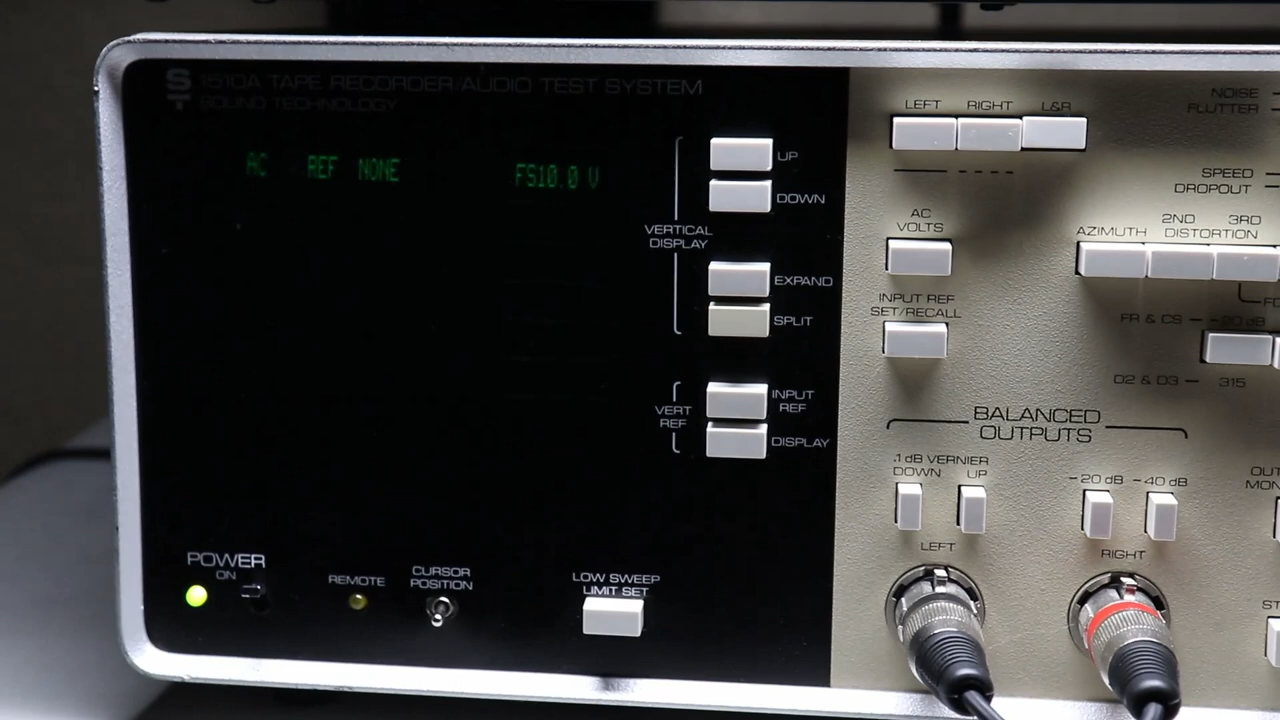 ST 1510A TAPE RECORDER/AUDIO TEST SYSTEM
SOUND TECHNOLOGY
AC REF NONE FS10.0 V
UP
DOWN
VERTICAL
DISPLAY
EXPAND
SPLIT
VERT
REF
INPUT
REF
DISPLAY
POWER
ON
REMOTE
CURSOR
POSITION
LOW SWEEP
LIMIT SET
LEFT RIGHT L&R
NOISE
FLUTTER
SPEED
DROPOUT
AC
VOLTS
AZIMUTH
2ND 3RD
DISTORTION
INPUT REF
SET/RECALL
FR & CS — -20 dB
D2 & D3 — 315
BALANCED
OUTPUTS
.1 dB VERNIER
DOWN UP
-20 dB -40 dB
LEFT
RIGHT